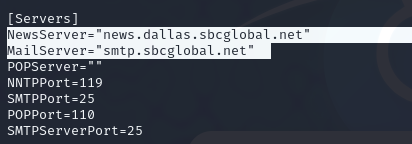 [Servers]
NewsServer="news.dallas.sbcglobal.net"
MailServer="smtp.sbcglobal.net"
POPServer=""
NNTPPort=119
SMTPPort=25
POPPort=110
SMTPServerPort=25